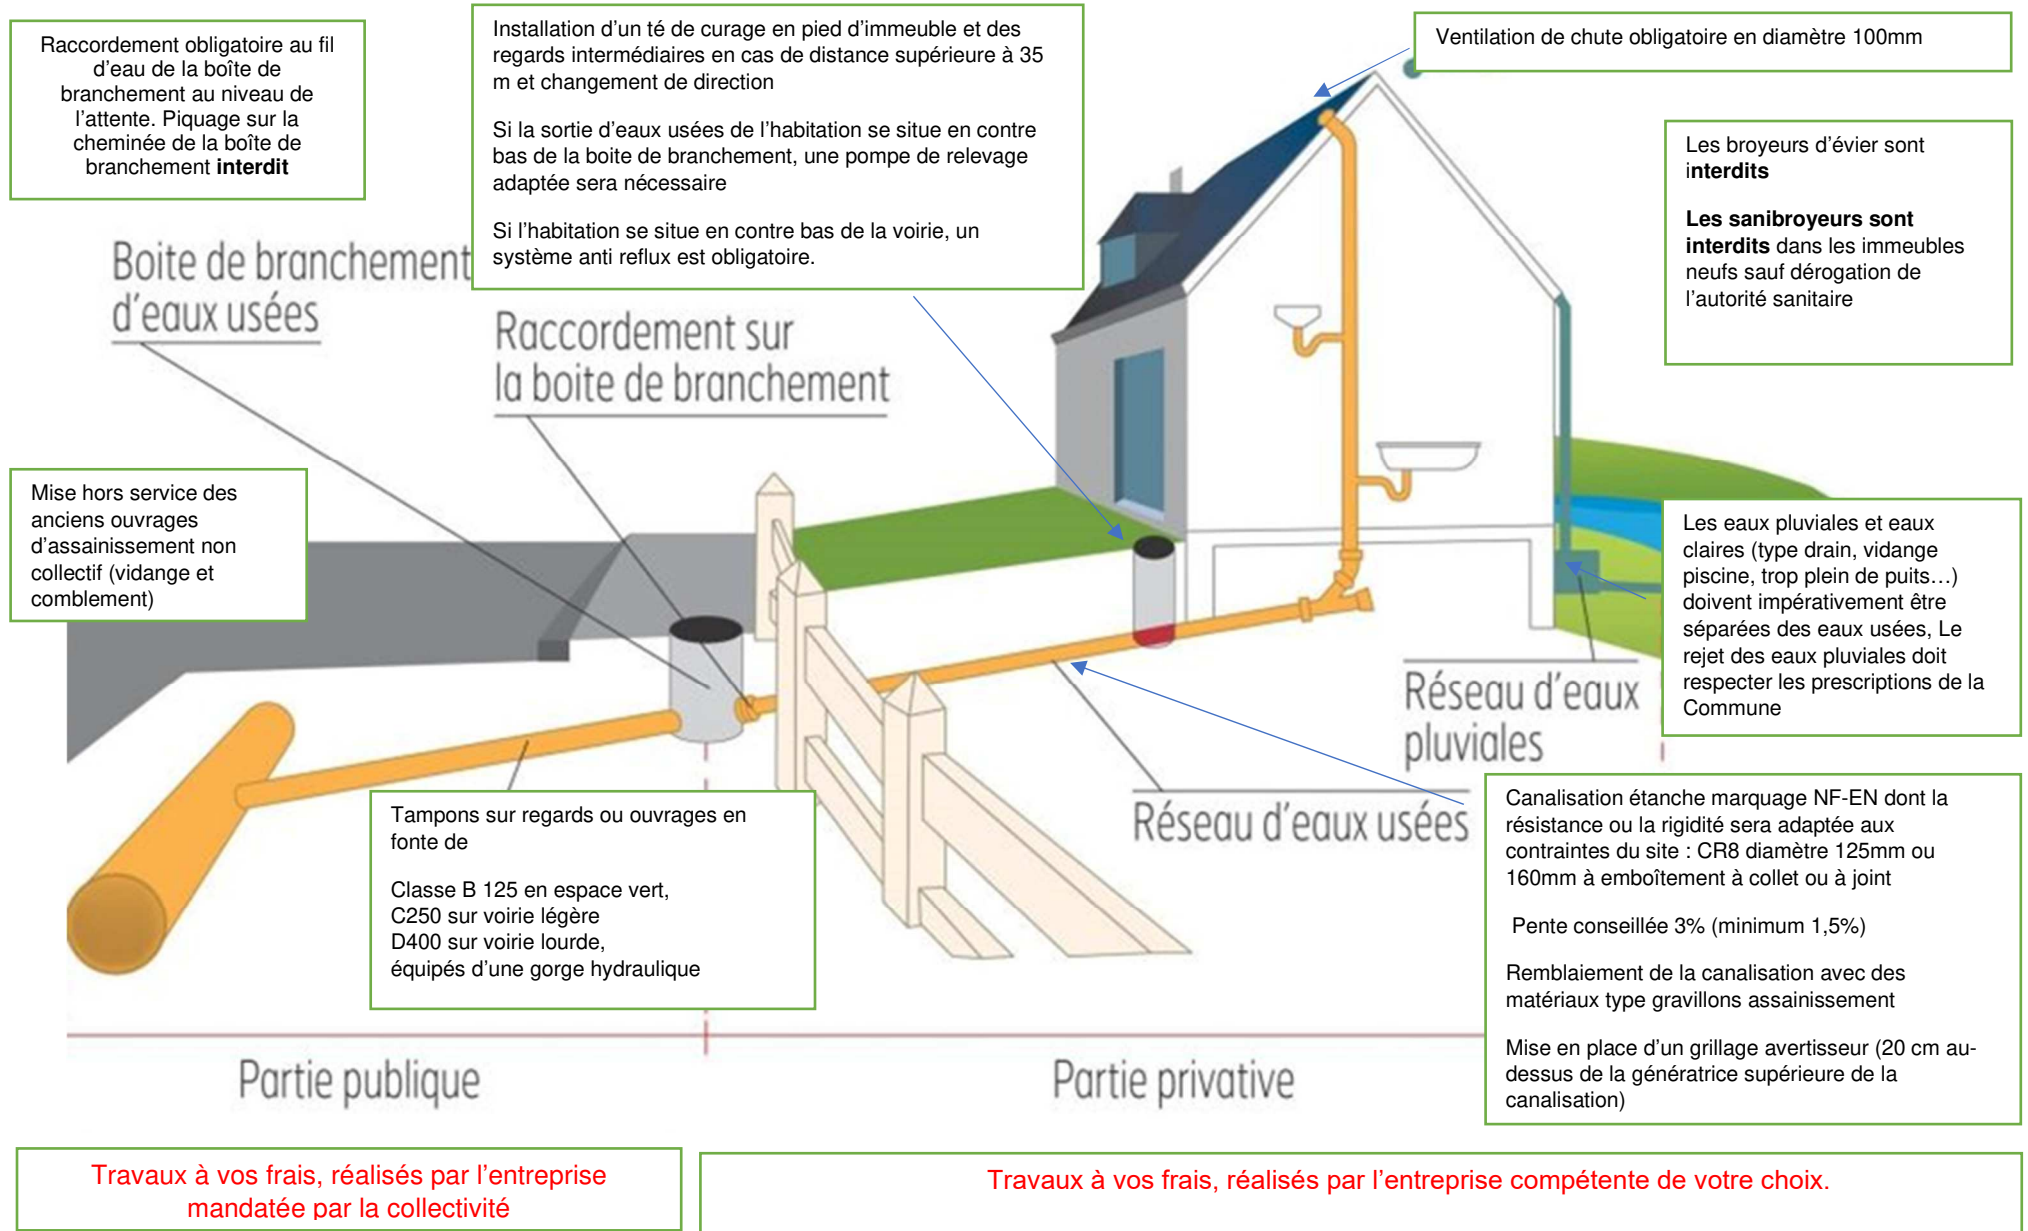 Raccordement obligatoire au fil
d'eau de la boîte de
branchement au niveau de
l'attente. Piquage sur la
cheminée de la boîte de
branchement interdit
Installation d'un té de curage en pied d'immeuble et des
regards intermédiaires en cas de distance supérieure à 35
m et changement de direction
Si la sortie d'eaux usées de l'habitation se situe en contre
bas de la boite de branchement, une pompe de relevage
adaptée sera nécessaire
Si l'habitation se situe en contre bas de la voirie, un
système anti reflux est obligatoire.
Ventilation de chute obligatoire en diamètre 100mm
Les broyeurs d'évier sont
interdits
Les sanibroyeurs sont
interdits dans les immeubles
neufs sauf dérogation de
l'autorité sanitaire
Boite de branchement
d'eaux usées
Raccordement sur
la boite de branchement
Mise hors service des
anciens ouvrages
d'assainissement non
collectif (vidange et
comblement)
Les eaux pluviales et eaux
claires (type drain, vidange
piscine, trop plein de puits…)
doivent impérativement être
séparées des eaux usées, Le
rejet des eaux pluviales doit
respecter les prescriptions de la
Commune
Réseau d'eaux
pluviales
Réseau d'eaux usées
Tampons sur regards ou ouvrages en
fonte de
Classe B 125 en espace vert,
C250 sur voirie légère
D400 sur voirie lourde,
équipés d'une gorge hydraulique
Canalisation étanche marquage NF-EN dont la
résistance ou la rigidité sera adaptée aux
contraintes du site : CR8 diamètre 125mm ou
160mm à emboîtement à collet ou à joint
Pente conseillée 3% (minimum 1,5%)
Remblaiement de la canalisation avec des
matériaux type gravillons assainissement
Mise en place d'un grillage avertisseur (20 cm au-
dessus de la génératrice supérieure de la
canalisation)
Partie publique
Partie privative
Travaux à vos frais, réalisés par l'entreprise
mandatée par la collectivité
Travaux à vos frais, réalisés par l'entreprise compétente de votre choix.